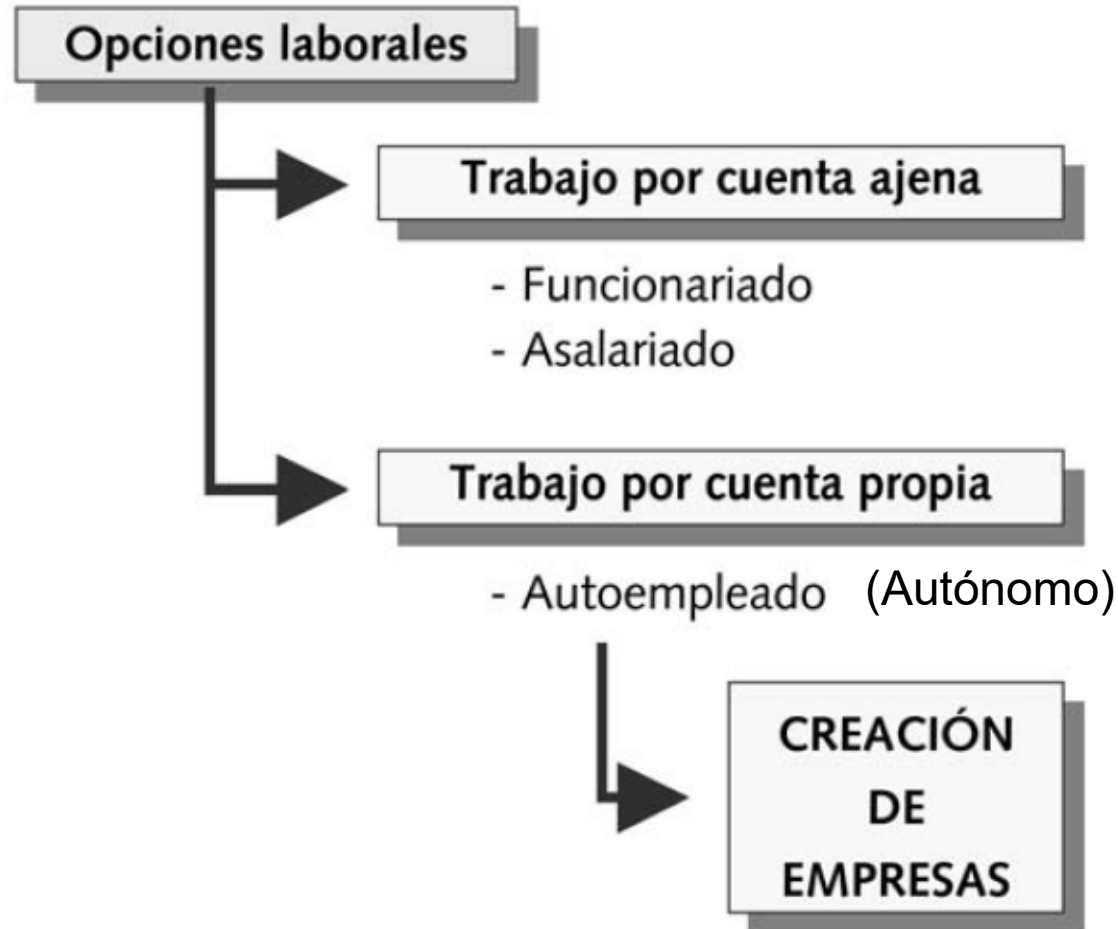 Opciones laborales
Trabajo por cuenta ajena
- Funcionariado
- Asalariado
Trabajo por cuenta propia
- Autoempleado (Autónomo)
CREACIÓN
DE
EMPRESAS